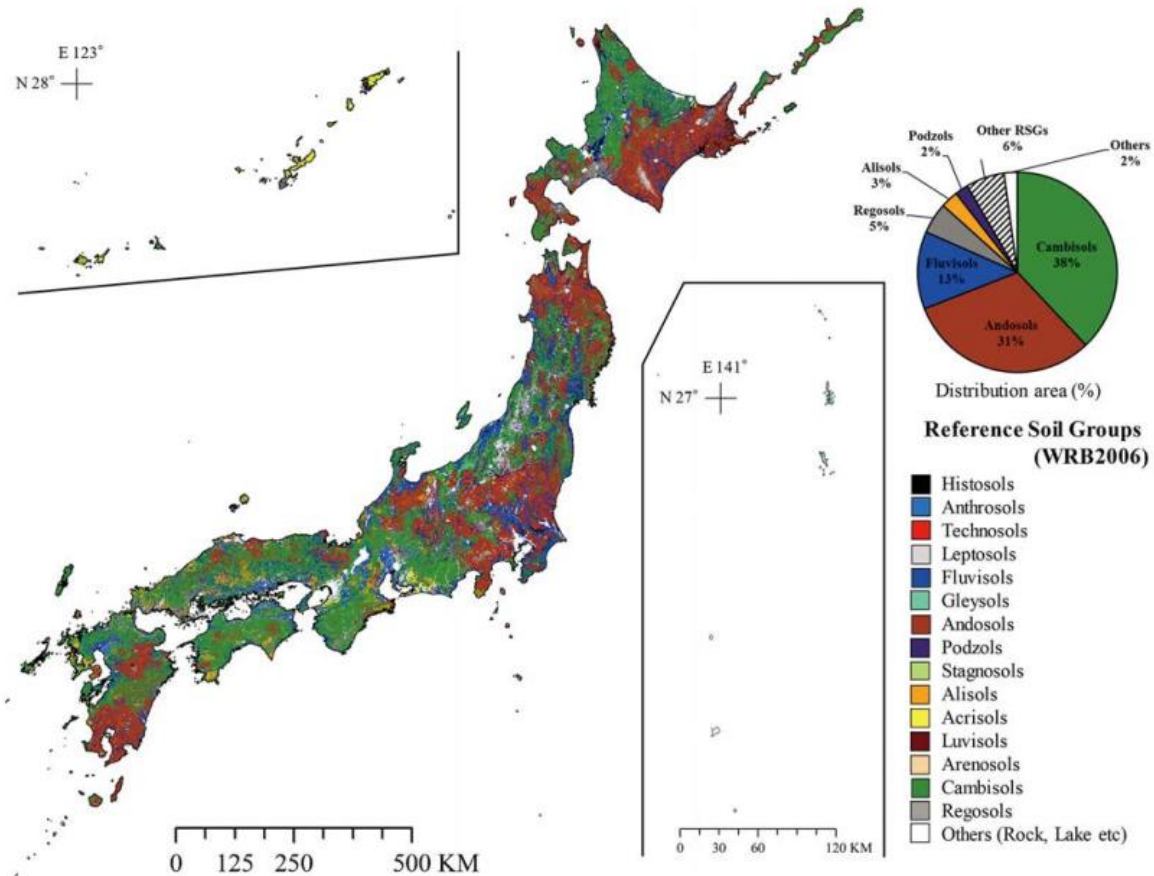 E 123°
N 28°
Podzols
2%
Other RSGs
6%
Others
2%
Alisols
3%
Regosols
5%
Fluvisols
13%
Cambisols
38%
Andosols
31%
Distribution area (%)
E 141°
N 27°
Reference Soil Groups
(WRB2006)
Histosols
Anthrosols
Technosols
Leptosols
Fluvisols
Gleysols
Andosols
Podzols
Stagnosols
Alisols
Acrisols
Luvisols
Arenosols
Cambisols
Regosols
Others (Rock, Lake etc)
0 125 250 500 KM
0 30 60 120 KM